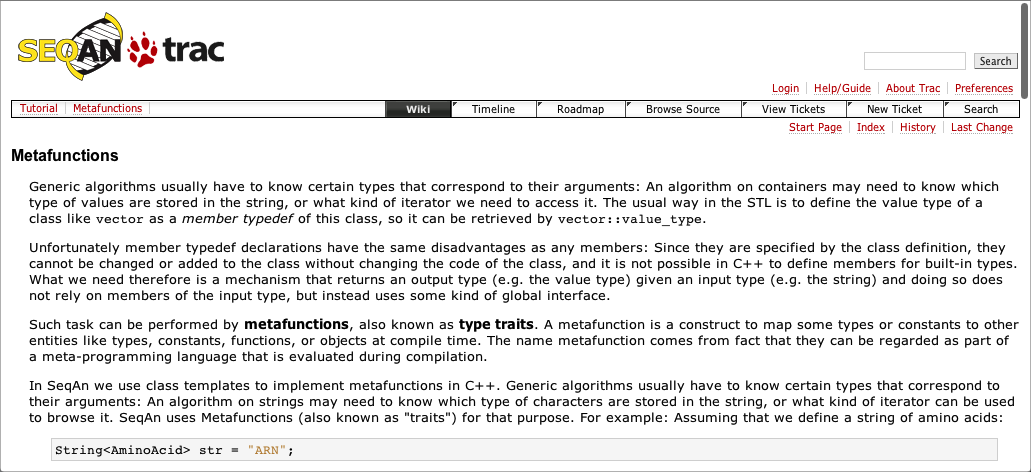 SEQAN trac
Search
Login Help/Guide About Trac Preferences
Tutorial Metafunctions Wiki Timeline Roadmap Browse Source View Tickets New Ticket Search
Start Page Index History Last Change
Metafunctions
Generic algorithms usually have to know certain types that correspond to their arguments: An algorithm on containers may need to know which
type of values are stored in the string, or what kind of iterator we need to access it. The usual way in the STL is to define the value type of a
class like vector as a member typedef of this class, so it can be retrieved by vector::value_type.
Unfortunately member typedef declarations have the same disadvantages as any members: Since they are specified by the class definition, they
cannot be changed or added to the class without changing the code of the class, and it is not possible in C++ to define members for built-in types.
What we need therefore is a mechanism that returns an output type (e.g. the value type) given an input type (e.g. the string) and doing so does
not rely on members of the input type, but instead uses some kind of global interface.
Such task can be performed by metafunctions, also known as type traits. A metafunction is a construct to map some types or constants to other
entities like types, constants, functions, or objects at compile time. The name metafunction comes from fact that they can be regarded as part of
a meta-programming language that is evaluated during compilation.
In SeqAn we use class templates to implement metafunctions in C++. Generic algorithms usually have to know certain types that correspond to
their arguments: An algorithm on strings may need to know which type of characters are stored in the string, or what kind of iterator can be used
to browse it. SeqAn uses Metafunctions (also known as "traits") for that purpose. For example: Assuming that we define a string of amino acids:
String<AminoAcid> str = "ARN";